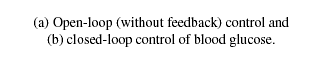 (a) Open-loop (without feedback) control and
(b) closed-loop control of blood glucose.